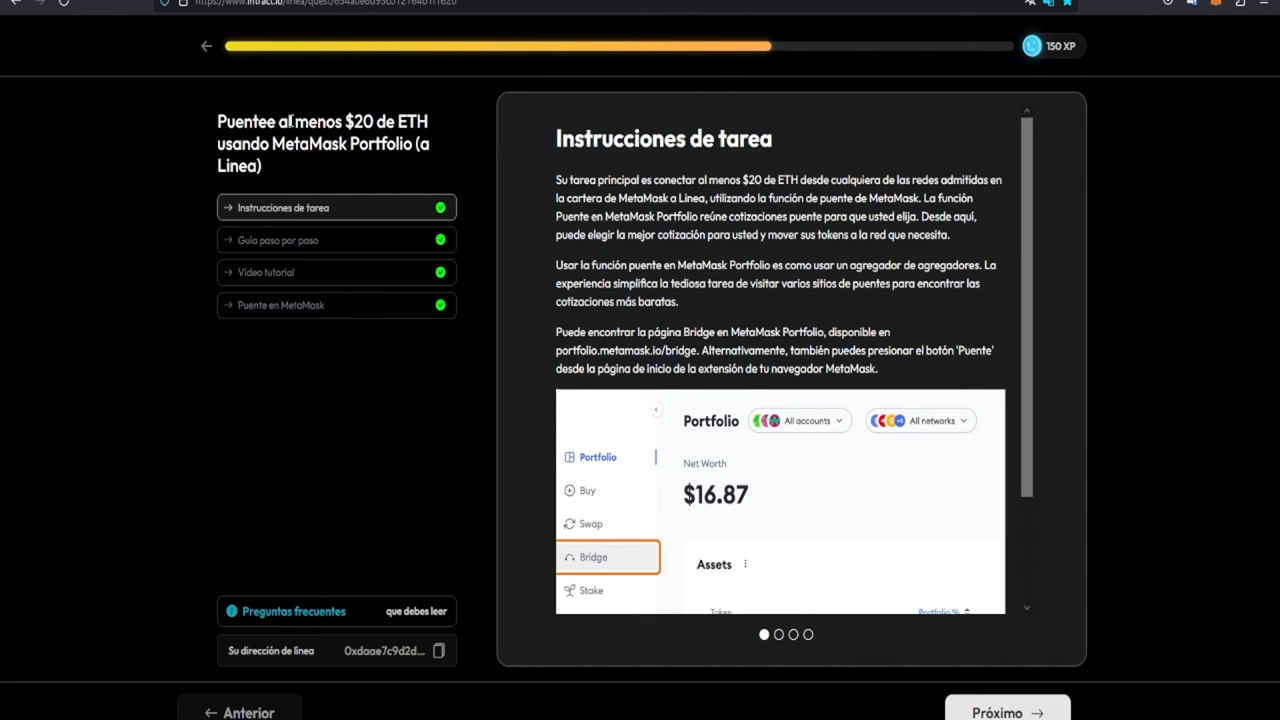 150 XP
Puentee al menos $20 de ETH
usando MetaMask Portfolio (a
Linea)
Instrucciones de tarea
Guía paso por paso
Vídeo tutorial
Puente en MetaMask
Preguntas frecuentes que debes leer
Su dirección de línea 0xdaae7c9d2d...
Instrucciones de tarea
Su tarea principal es conectar al menos $20 de ETH desde cualquiera de las redes admitidas en
la cartera de MetaMask a Linea, utilizando la función de puente de MetaMask. La función
Puente en MetaMask Portfolio reúne cotizaciones puente para que usted elija. Desde aquí,
puede elegir la mejor cotización para usted y mover sus tokens a la red que necesita.
Usar la función puente en MetaMask Portfolio es como usar un agregador de agregadores. La
experiencia simplifica la tediosa tarea de visitar varios sitios de puentes para encontrar las
cotizaciones más baratas.
Puede encontrar la página Bridge en MetaMask Portfolio, disponible en
portfolio.metamask.io/bridge. Alternativamente, también puedes presionar el botón 'Puente'
desde la página de inicio de la extensión de tu navegador MetaMask.
Portfolio All accounts All networks
Portfolio
Buy
Swap
Bridge
Stake
Net Worth
$16.87
Assets
Token Portfolio %
Anterior
Próximo